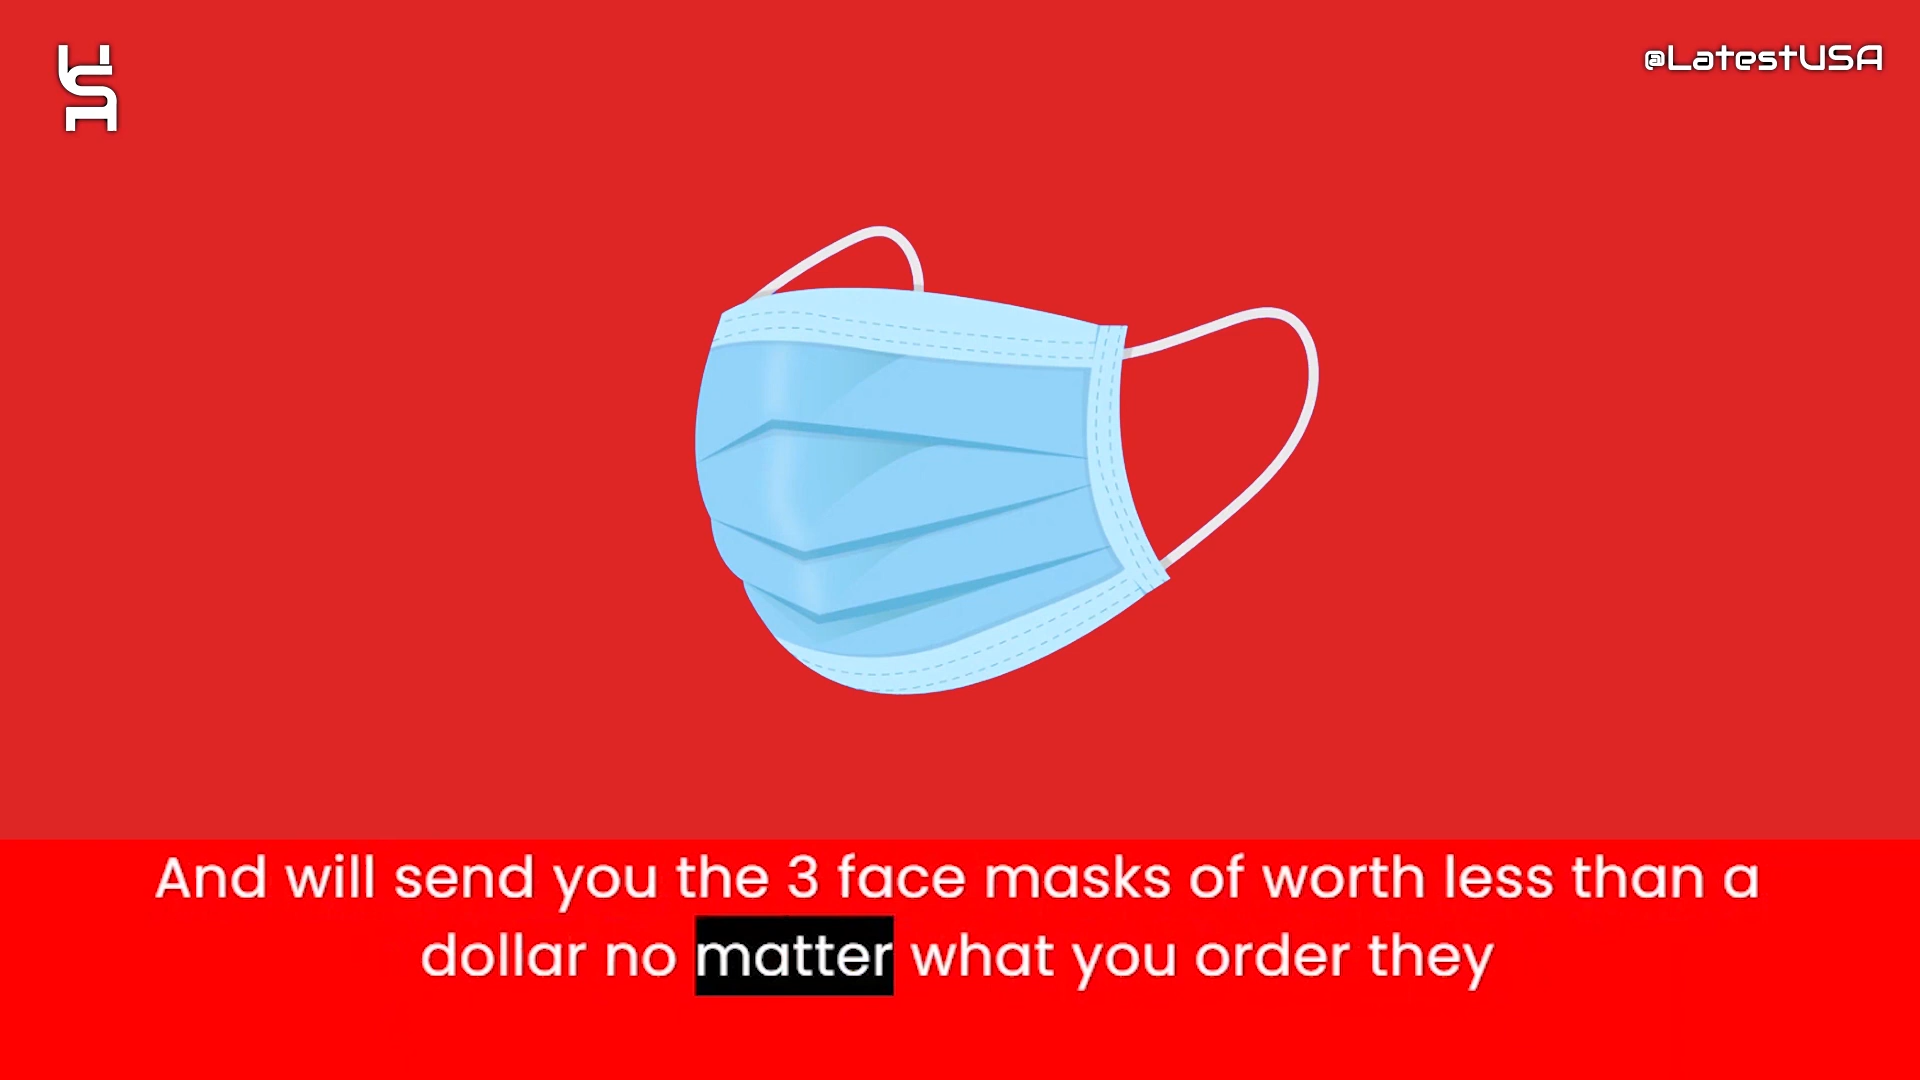 USA
@LatestUSA
And will send you the 3 face masks of worth less than a
dollar no matter what you order they